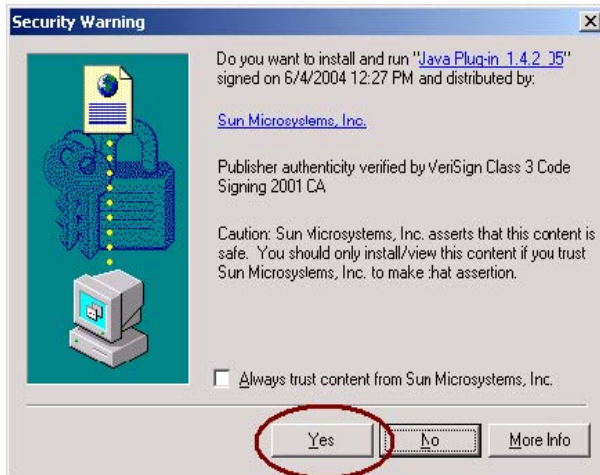 Security Warning
Do you want to install and run "Java Plug-in 1.4.2_05"
signed on 6/4/2004 12:27 PM and distributed by:
Sun Microsystems, Inc.
Publisher authenticity verified by VeriSign Class 3 Code
Signing 2001 CA
Caution: Sun Microsystems, Inc. asserts that this content is
safe. You should only install/view this content if you trust
Sun Microsystems, Inc. to make that assertion.
Always trust content from Sun Microsystems, Inc.
Yes No More Info